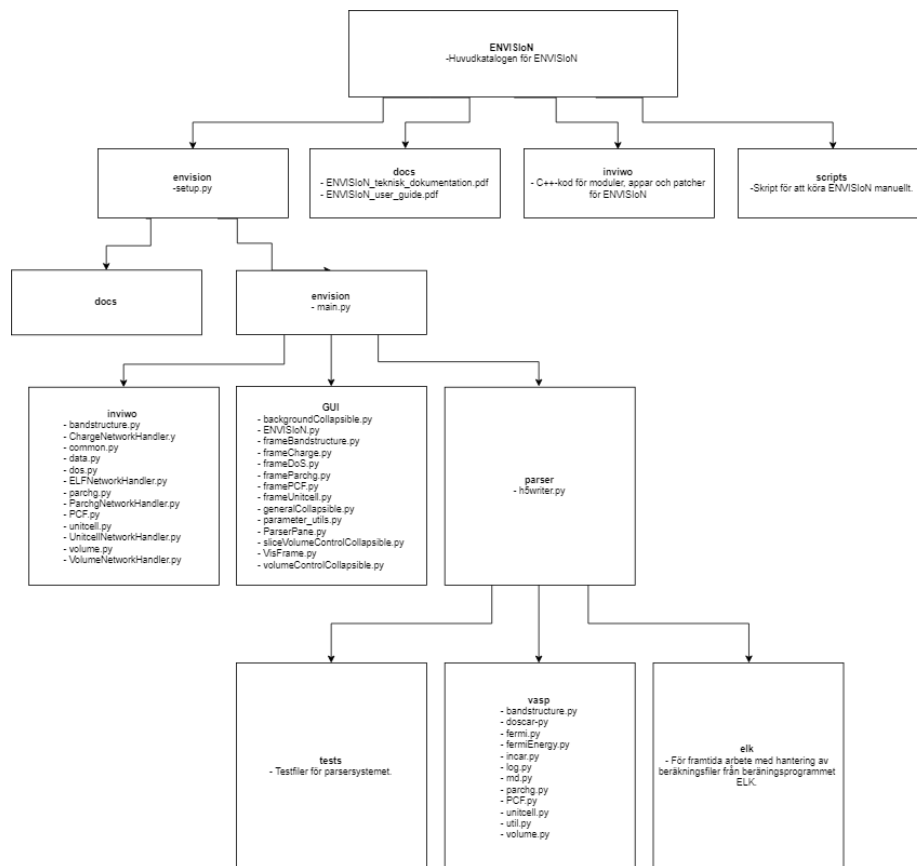 ENVISIoN
-Huvudkatalogen för ENVISIoN
envision
-setup.py
docs
- ENVISIoN_teknisk_dokumentation.pdf
- ENVISIoN_user_guide.pdf
inviwo
- C++-kod för moduler, appar och patcher
för ENVISIoN
scripts
-Skript för att köra ENVISIoN manuellt.
docs
envision
- main.py
inviwo
- bandstructure.py
- ChargeNetworkHandler.y
- common.py
- data.py
- dos.py
- ELFNetworkHandler.py
- parchg.py
- ParchgNetworkHandler.py
- PCF.py
- unitcell.py
- UnitcellNetworkHandler.py
- volume.py
- VolumeNetworkHandler.py
GUI
- backgroundCollapsible.py
- ENVISIoN.py
- frameBandstructure.py
- frameCharge.py
- frameDoS.py
- frameParchg.py
- framePCF.py
- frameUnitcell.py
- generalCollapsible.py
- parameter_utils.py
- ParserPane.py
- sliceVolumeControlCollapsible.py
- VisFrame.py
- volumeControlCollapsible.py
parser
- h5writer.py
tests
- Testfiler för parsersystemet.
vasp
- bandstructure.py
- doscar-py
- fermi.py
- fermiEnergy.py
- incar.py
- log.py
- md.py
- parchg.py
- PCF.py
- unitcell.py
- util.py
- volume.py
elk
- För framtida arbete med hantering av
beräkningsfiler från beräningsprogrammet
ELK.